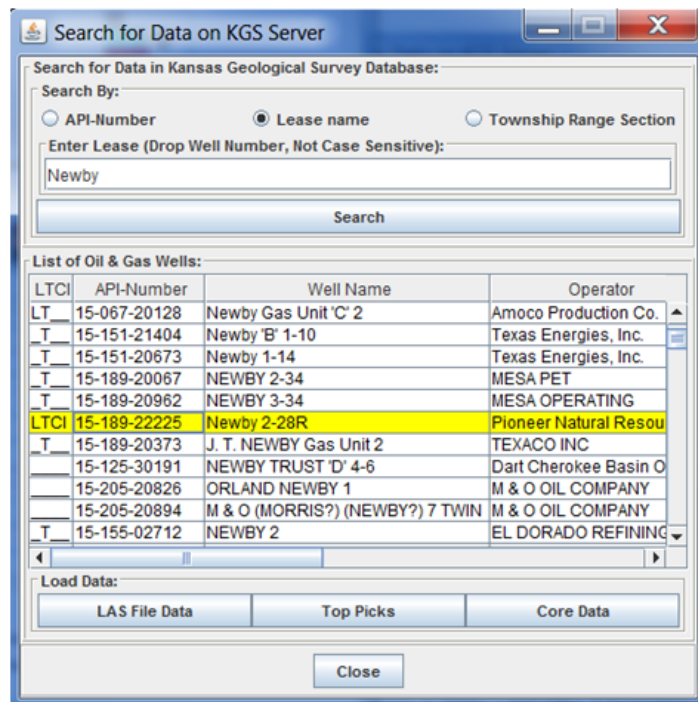 Search for Data on KGS Server
Search for Data in Kansas Geological Survey Database:
Search By:
API-Number Lease name Township Range Section
Enter Lease (Drop Well Number, Not Case Sensitive):
Newby
Search
List of Oil & Gas Wells:
LTCI API-Number Well Name Operator
LT__ 15-067-20128 Newby Gas Unit 'C' 2 Amoco Production Co.
_T__ 15-151-21404 Newby 'B' 1-10 Texas Energies, Inc.
_T__ 15-151-20673 Newby 1-14 Texas Energies, Inc.
_T__ 15-189-20067 NEWBY 2-34 MESA PET
_T__ 15-189-20962 NEWBY 3-34 MESA OPERATING
LTCI 15-189-22225 Newby 2-28R Pioneer Natural Resou
_T__ 15-189-20373 J. T. NEWBY Gas Unit 2 TEXACO INC
____ 15-125-30191 NEWBY TRUST 'D' 4-6 Dart Cherokee Basin O
____ 15-205-20826 ORLAND NEWBY 1 M & O OIL COMPANY
____ 15-205-20894 M & O (MORRIS?) (NEWBY?) 7 TWIN M & O OIL COMPANY
_T__ 15-155-02712 NEWBY 2 EL DORADO REFINING
Load Data:
LAS File Data Top Picks Core Data
Close